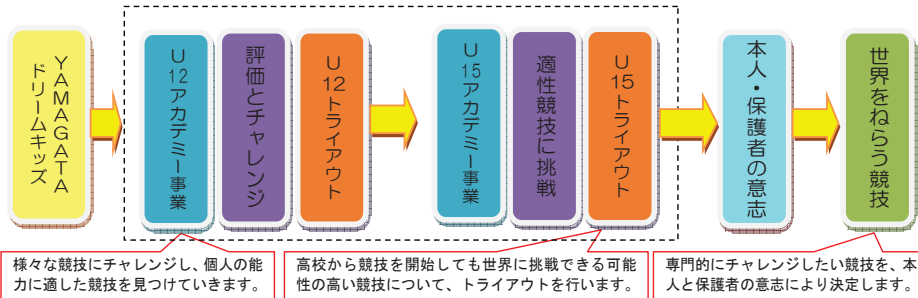 YAMAGATA
ドリームキッズ
U12アカデミー事業
評価とチャレンジ
U12トライアウト
U15アカデミー事業
適性競技に挑戦
U15トライアウト
本人・保護者の意志
世界をねらう競技
様々な競技にチャレンジし、個人の能
力に適した競技を見つけていきます。
高校から競技を開始しても世界に挑戦できる可能
性の高い競技について、トライアウトを行います。
専門的にチャレンジしたい競技を、本
人と保護者の意志により決定します。